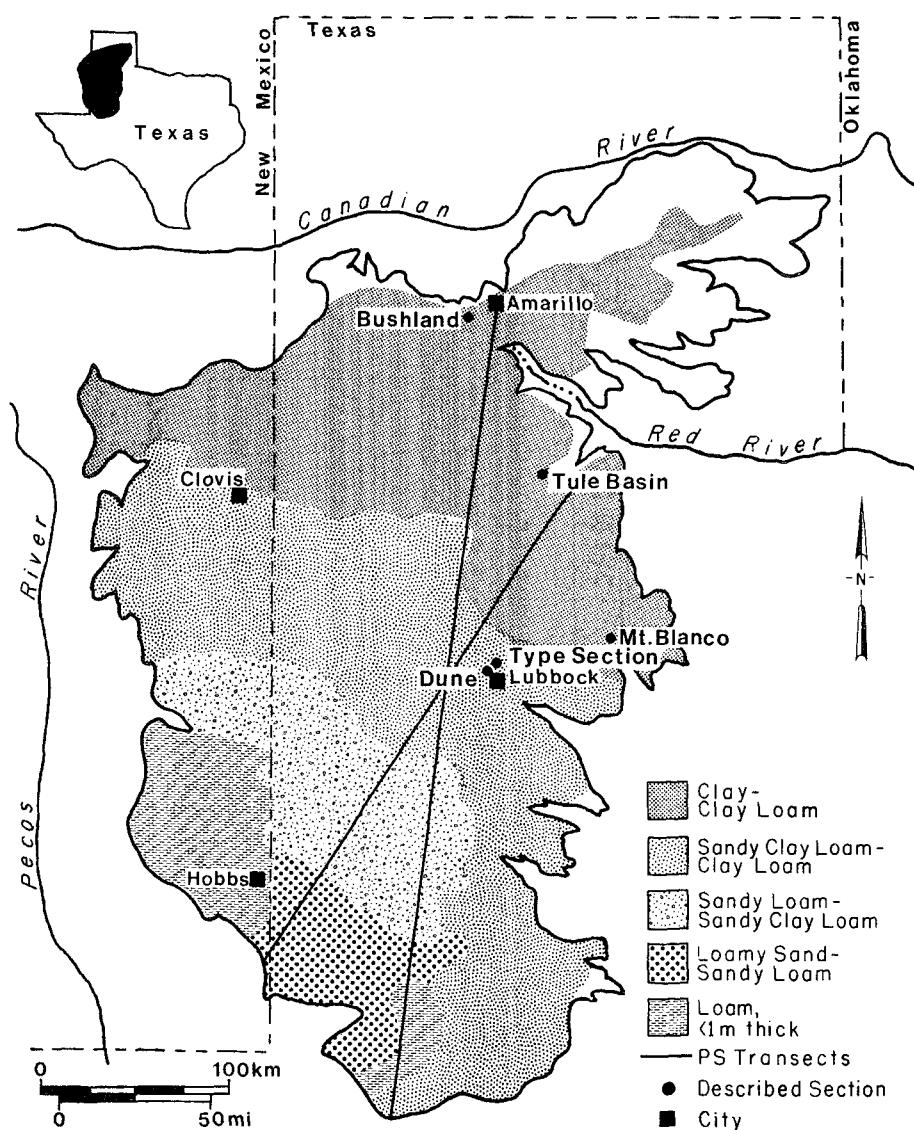 Texas
New Mexico
Oklahoma
Texas
Canadian River
Amarillo
Bushland
Red River
Clovis
Tule Basin
Pecos River
-N-
Mt. Blanco
Type Section
Dune
Lubbock
Hobbs
Clay-
Clay Loam
Sandy Clay Loam-
Clay Loam
Sandy Loam-
Sandy Clay Loam
Loamy Sand-
Sandy Loam
Loam,
<1m thick
PS Transects
Described Section
City
0 100km
0 50mi